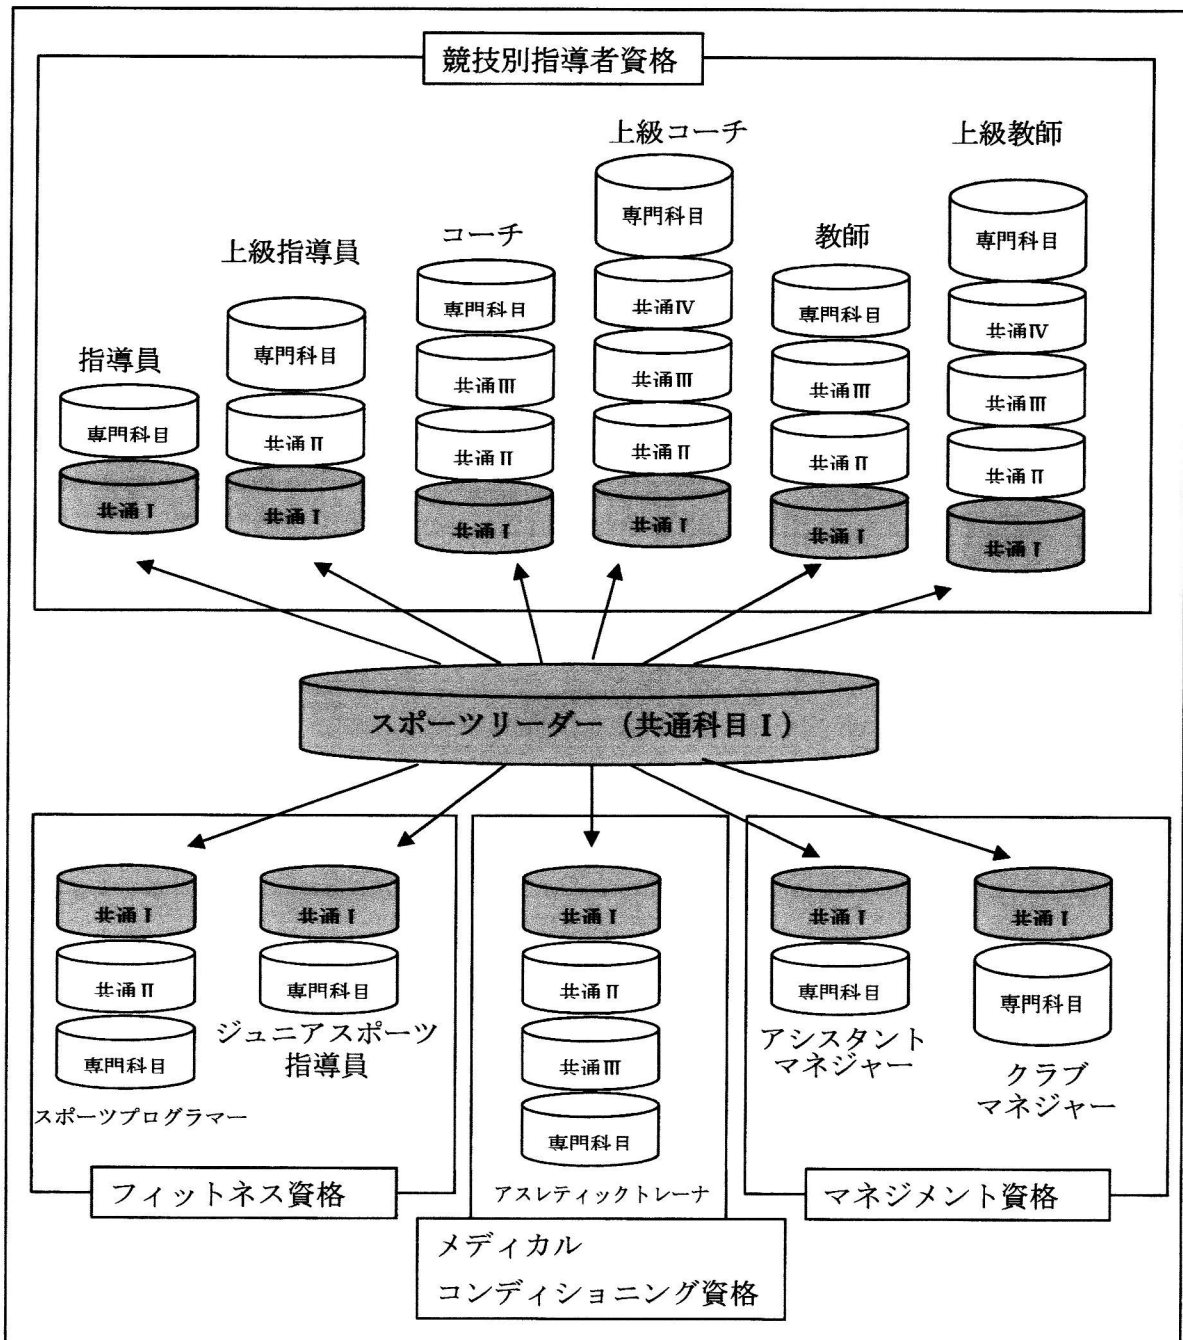 競技別指導者資格
指導員
専門科目
共通Ⅰ
上級指導員
専門科目
共通Ⅱ
共通Ⅰ
コーチ
専門科目
共通Ⅲ
共通Ⅱ
共通Ⅰ
上級コーチ
専門科目
共通Ⅳ
共通Ⅲ
共通Ⅱ
共通Ⅰ
教師
専門科目
共通Ⅲ
共通Ⅱ
共通Ⅰ
上級教師
専門科目
共通Ⅳ
共通Ⅲ
共通Ⅱ
共通Ⅰ
スポーツリーダー（共通科目Ⅰ）
共通Ⅰ
共通Ⅱ
専門科目
スポーツプログラマー
共通Ⅰ
専門科目
ジュニアスポーツ
指導員
フィットネス資格
共通Ⅰ
共通Ⅱ
共通Ⅲ
専門科目
アスレティックトレーナ
メディカル
コンディショニング資格
共通Ⅰ
専門科目
アシスタント
マネジャー
共通Ⅰ
専門科目
クラブ
マネジャー
マネジメント資格